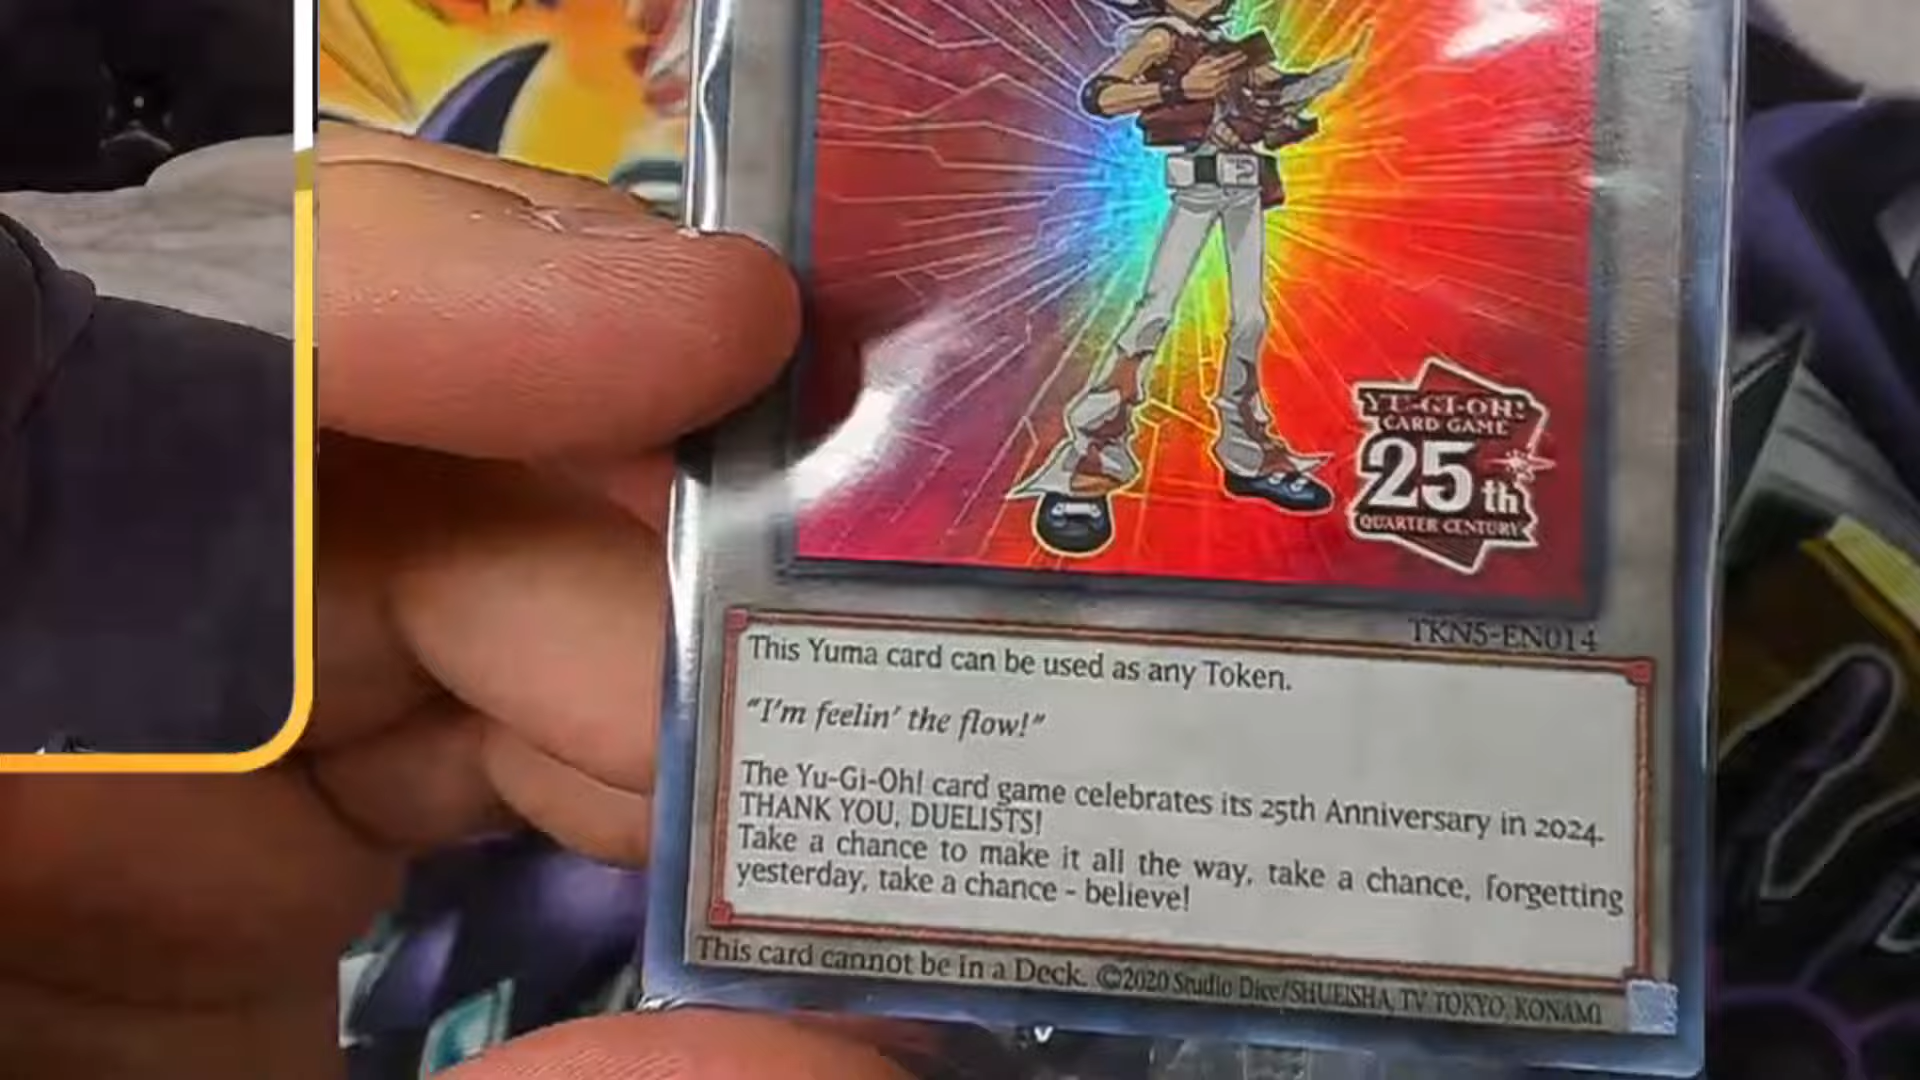 YU-GI-OH!
CARD GAME
25th
QUARTER CENTURY
TKN5-EN014
This Yuma card can be used as any Token.
"I'm feelin' the flow!"
The Yu-Gi-Oh! card game celebrates its 25th Anniversary in 2024.
THANK YOU, DUELISTS!
Take a chance to make it all the way, take a chance, forgetting
yesterday, take a chance - believe!
This card cannot be in a Deck. ©2020 Studio Dice/SHUEISHA, TV TOKYO, KONAMI